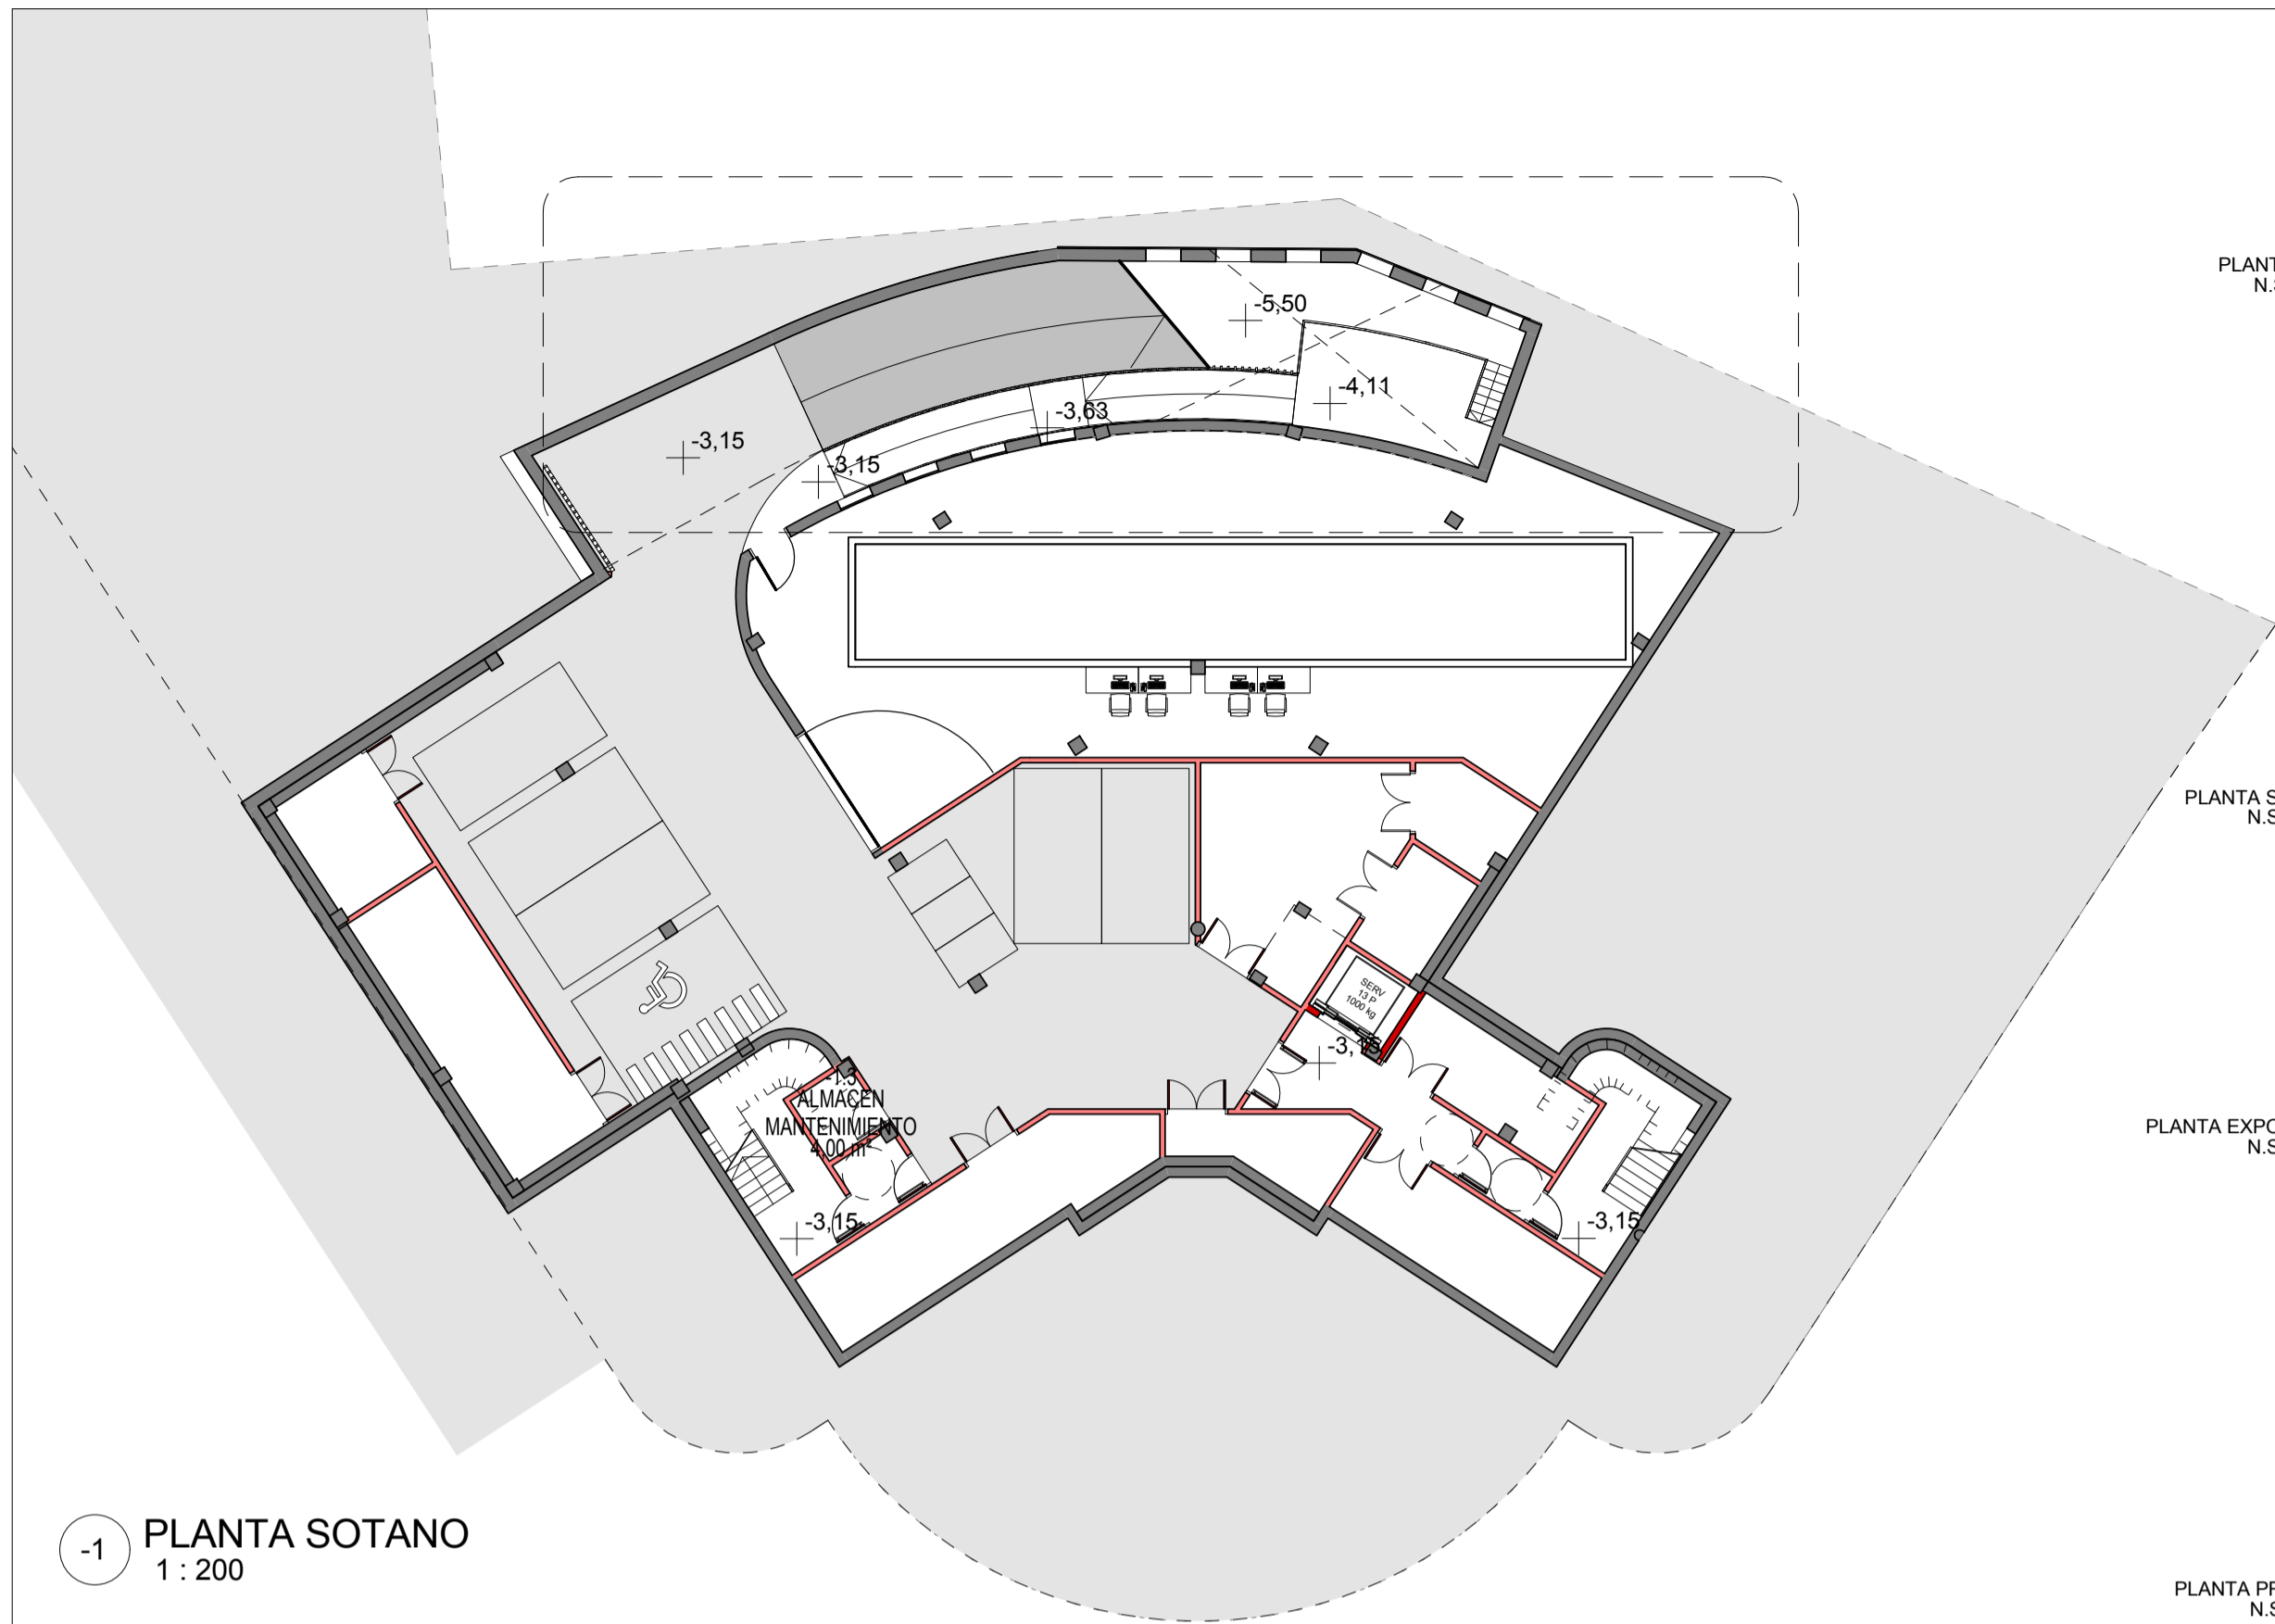 PLANT
N.S
-5,50
-4,11
-3,63
-3,15
-3,15
PLANTA S
N.S
SERV
13 P
1000 kg
-3,15
-1.3
ALMACEN
MANTENIMIENTO
4,00 m²
PLANTA EXPO
N.S
-3,15
-3,15
-1
PLANTA SOTANO
1 : 200
PLANTA PR
N.S